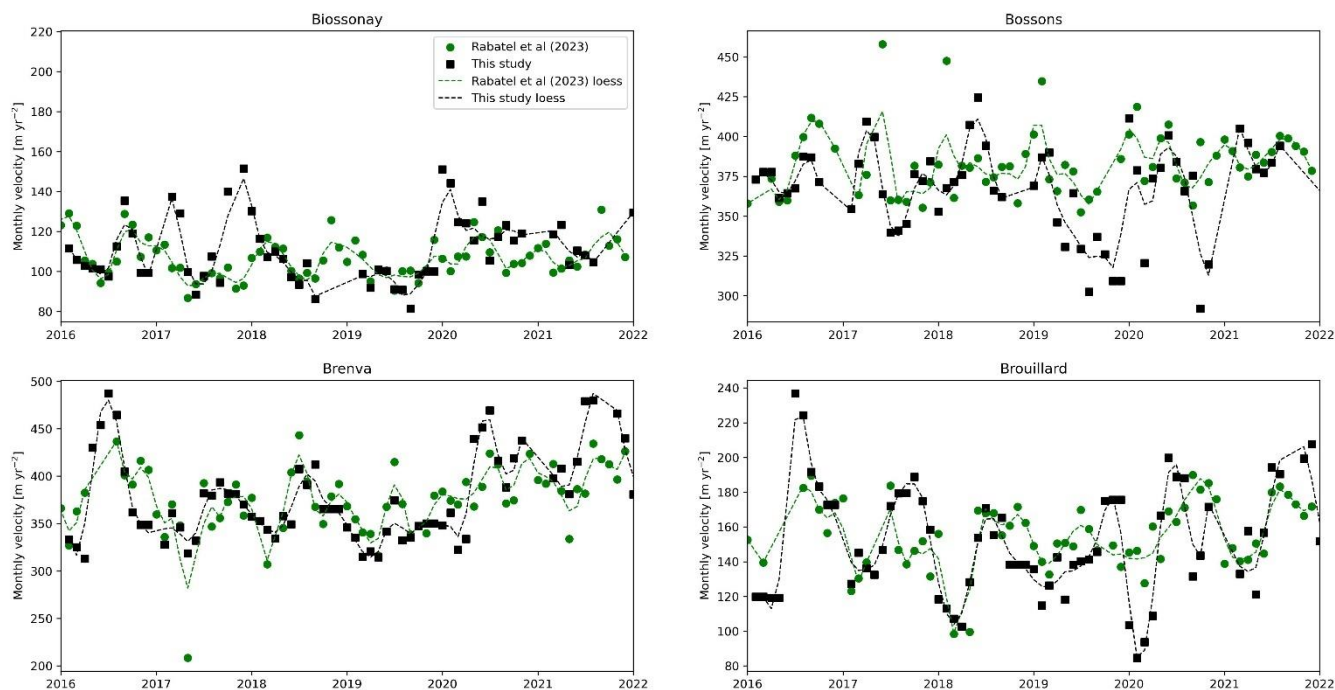 Biossonay
Monthly velocity [m yr⁻²]
220
200
180
160
140
120
100
80
2016 2017 2018 2019 2020 2021 2022
Rabatel et al (2023)
This study
Rabatel et al (2023) loess
This study loess
Bossons
Monthly velocity [m yr⁻²]
450
425
400
375
350
325
300
2016 2017 2018 2019 2020 2021 2022
Brenva
Monthly velocity [m yr⁻²]
500
450
400
350
300
250
200
2016 2017 2018 2019 2020 2021 2022
Brouillard
Monthly velocity [m yr⁻²]
240
220
200
180
160
140
120
100
80
2016 2017 2018 2019 2020 2021 2022